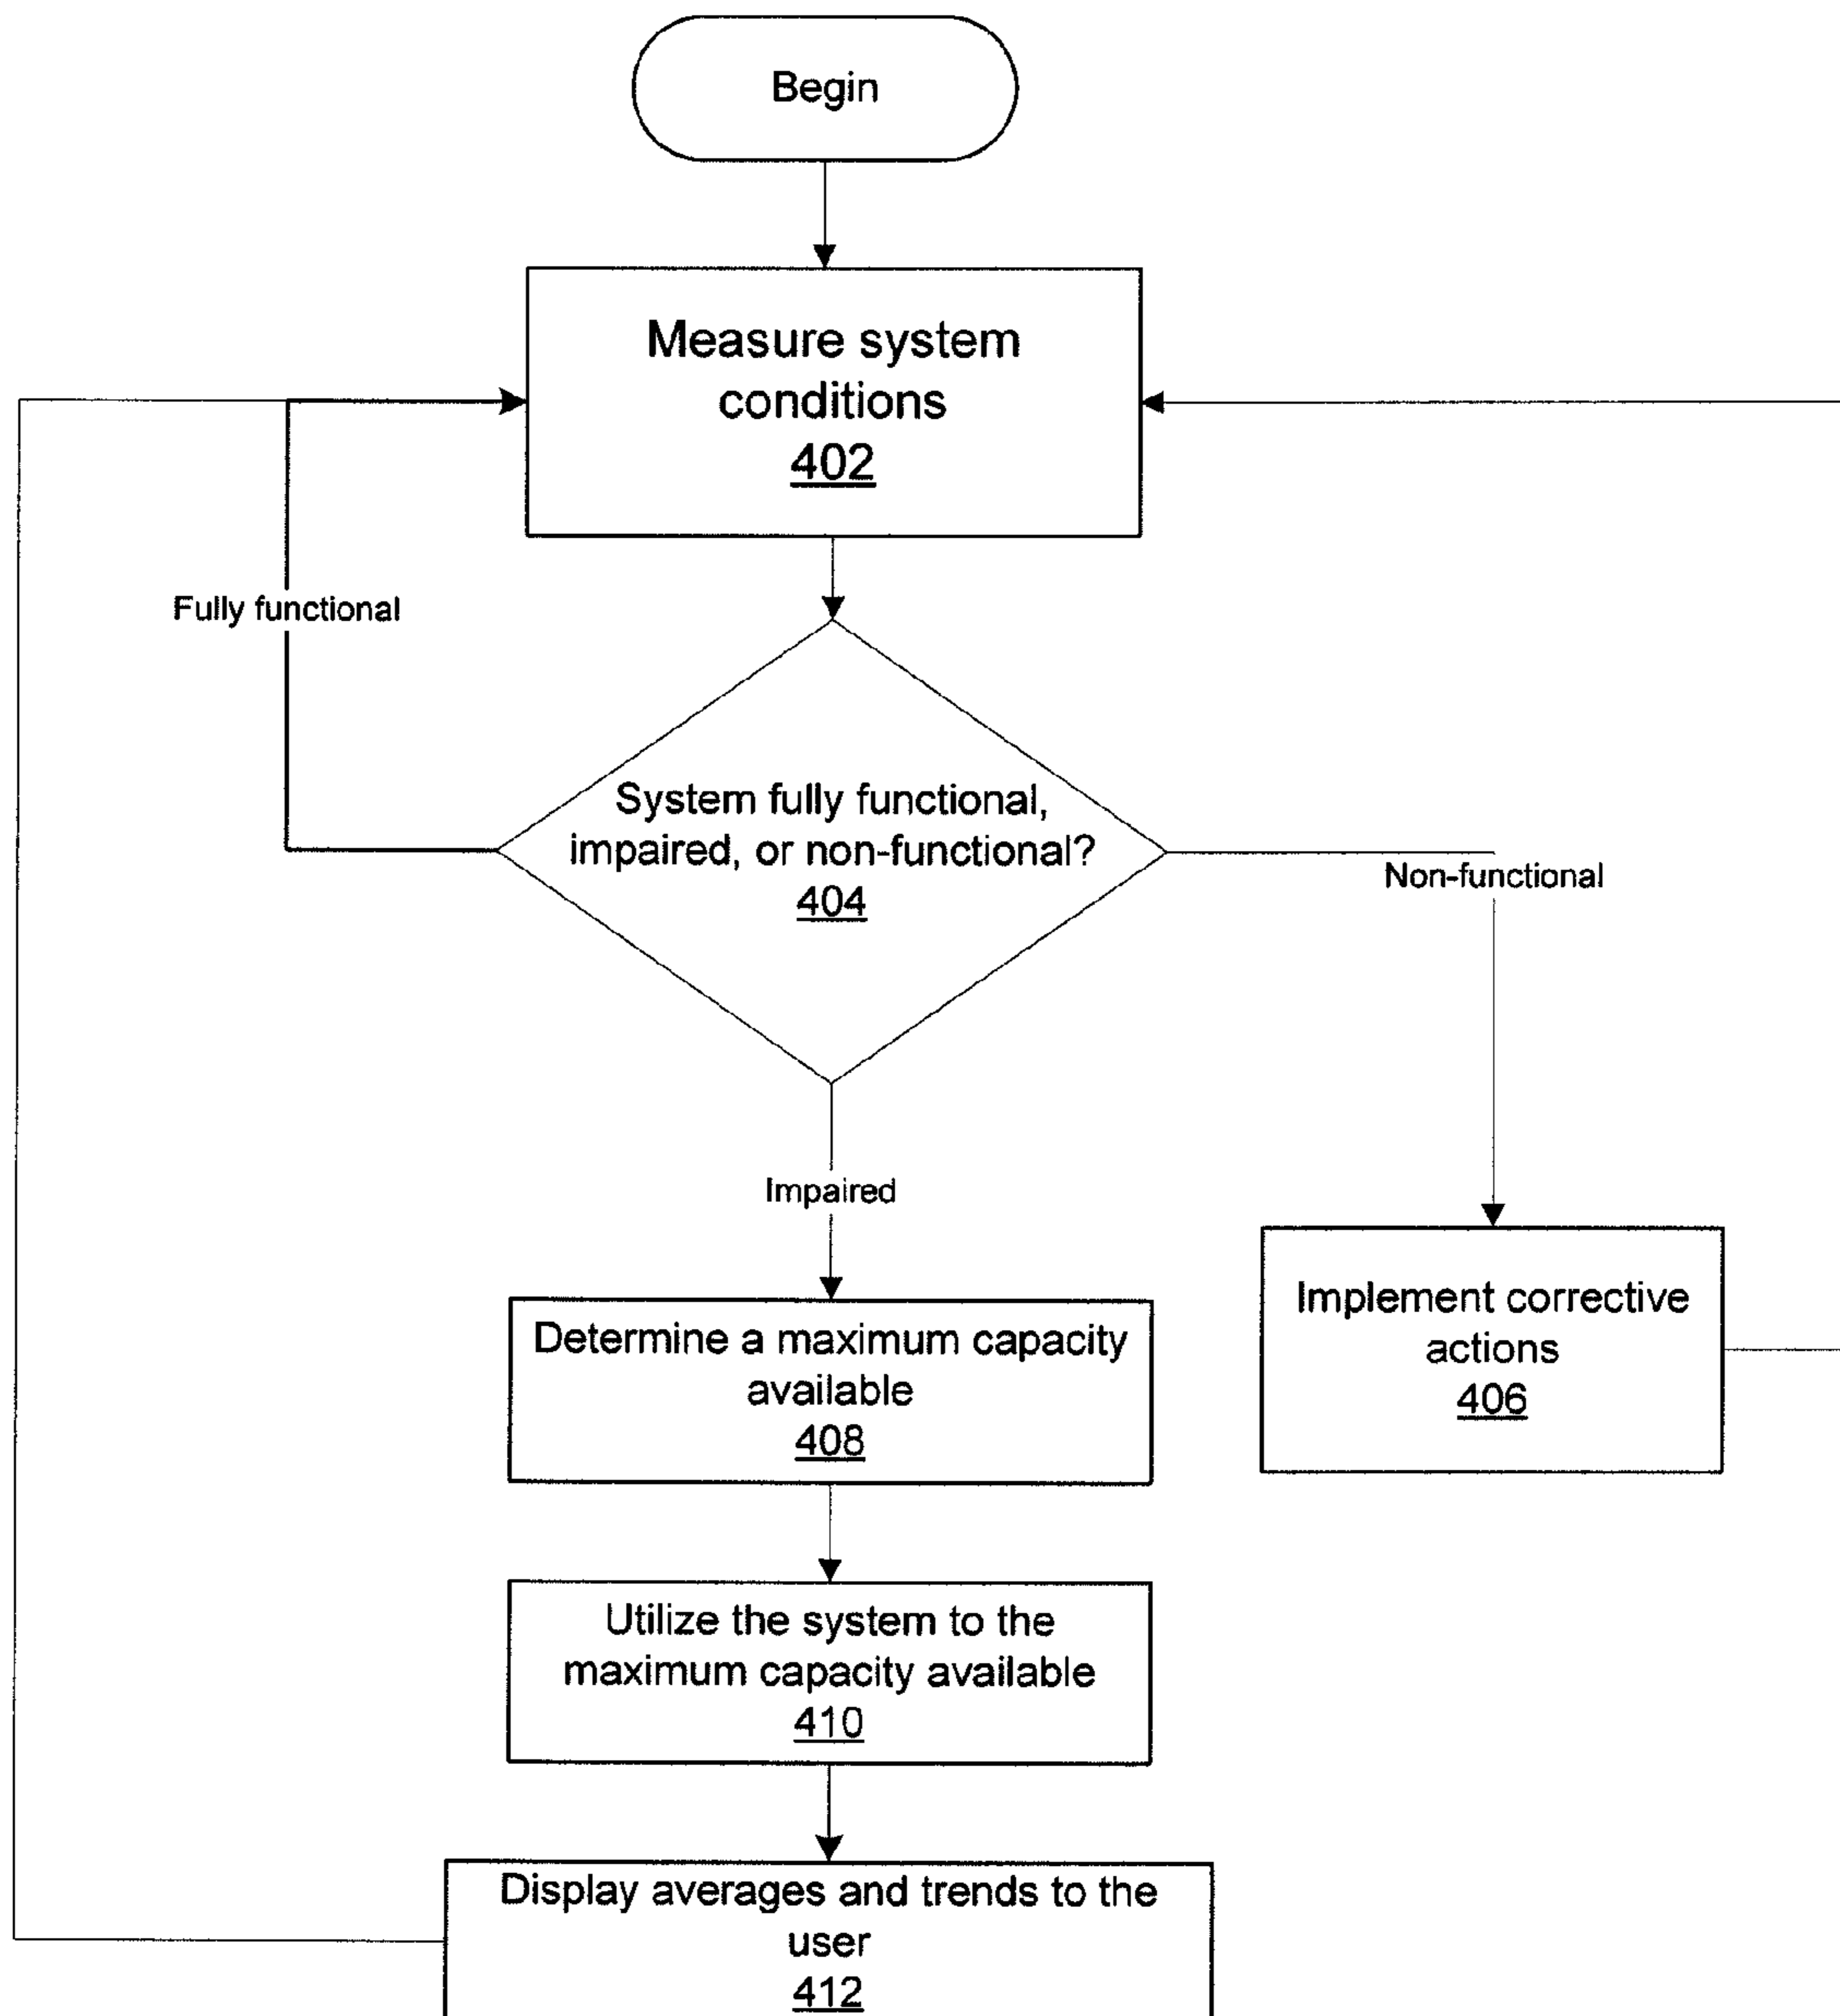 Begin
Measure system
conditions
402
Fully functional
System fully functional,
impaired, or non-functional?
404
Non-functional
Impaired
Implement corrective
actions
406
Determine a maximum capacity
available
408
Utilize the system to the
maximum capacity available
410
Display averages and trends to the
user
412